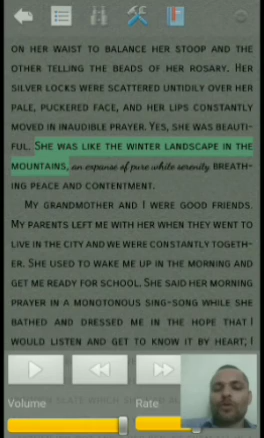 ON HER WAIST TO BALANCE HER STOOP AND THE
OTHER TELLING THE BEADS OF HER ROSARY. HER
SILVER LOCKS WERE SCATTERED UNTIDILY OVER HER
PALE, PUCKERED FACE, AND HER LIPS CONSTANTLY
MOVED IN INAUDIBLE PRAYER. YES, SHE WAS BEAUTI-
FUL. SHE WAS LIKE THE WINTER LANDSCAPE IN THE
MOUNTAINS, an expanse of pure white serenity BREATH-
ING PEACE AND CONTENTMENT.
MY GRANDMOTHER AND I WERE GOOD FRIENDS.
MY PARENTS LEFT ME WITH HER WHEN THEY WENT TO
LIVE IN THE CITY AND WE WERE CONSTANTLY TOGETH-
ER. SHE USED TO WAKE ME UP IN THE MORNING AND
GET ME READY FOR SCHOOL. SHE SAID HER MORNING
PRAYER IN A MONOTONOUS SING-SONG WHILE SHE
BATHED AND DRESSED ME IN THE HOPE THAT I
WOULD LISTEN AND GET TO KNOW IT BY HEART; I
Volume
Rate